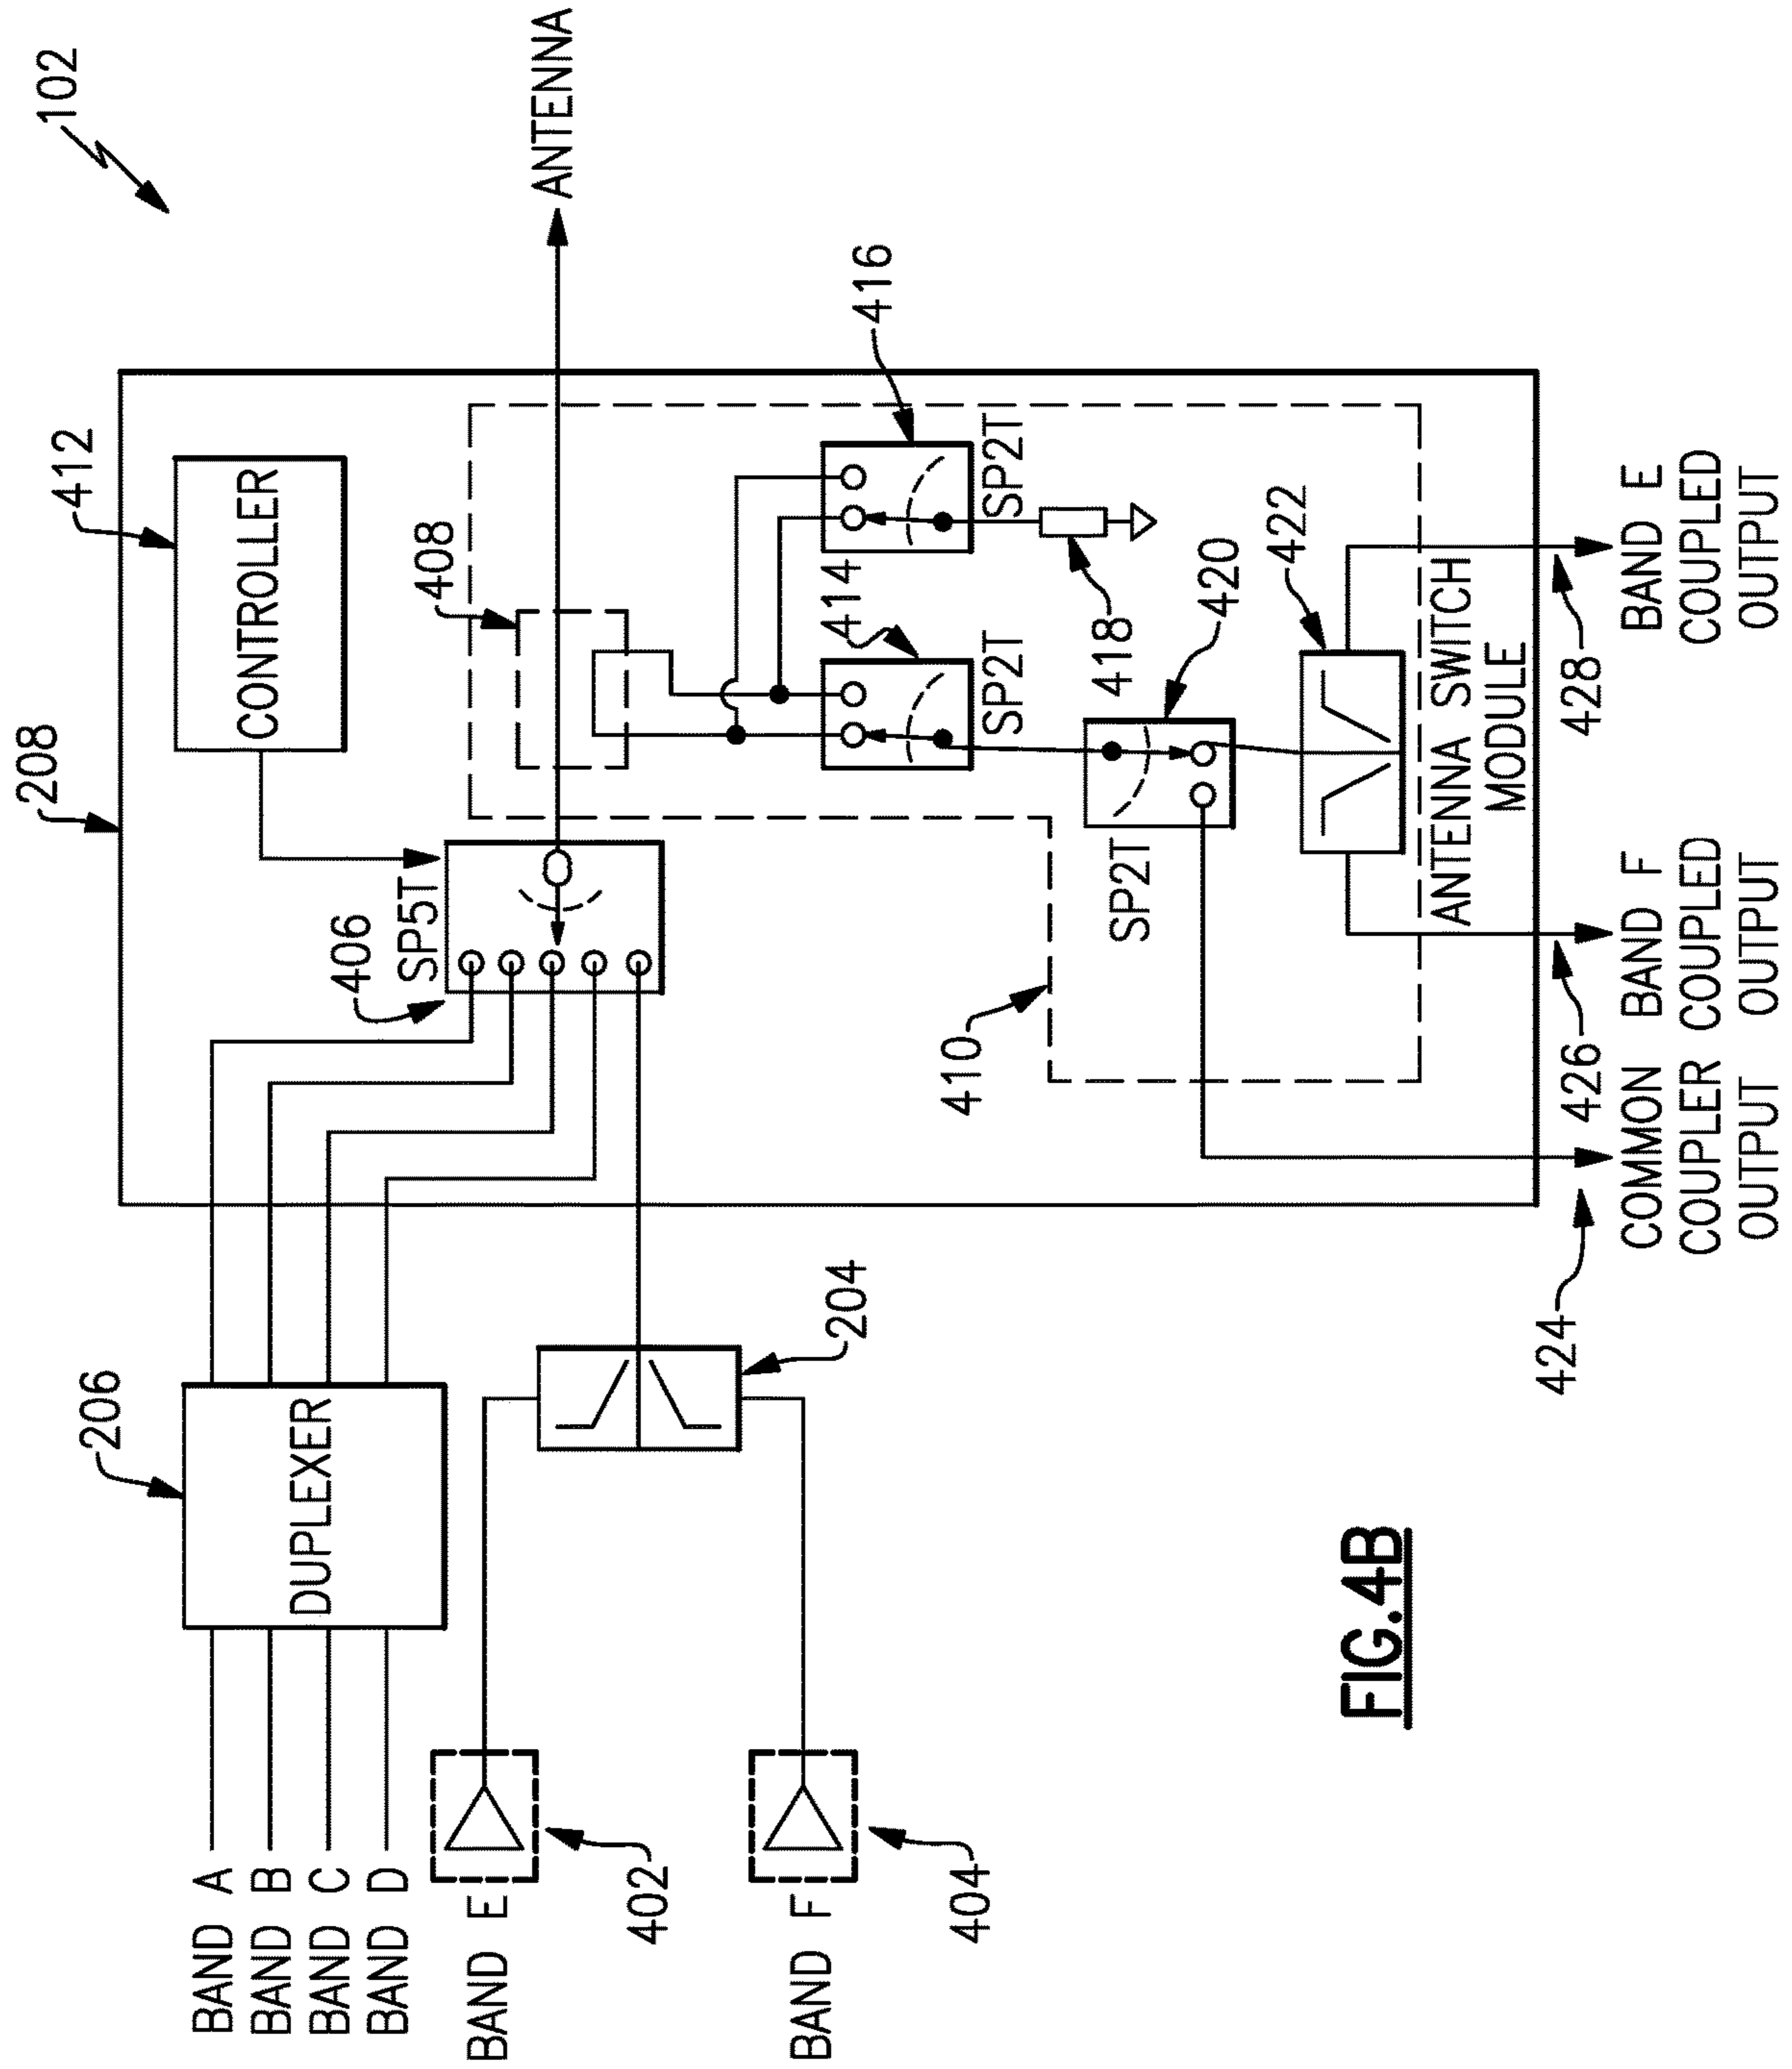 102
208
412
CONTROLLER
ANTENNA
406
SP5T
408
206
DUPLEXER
BAND A
BAND B
BAND C
BAND D
BAND E
402
BAND F
404
204
410
414
SP2T
416
SP2T
418
SP2T
420
422
ANTENNA SWITCH
MODULE
424
COMMON
COUPLER
OUTPUT
426
BAND F
COUPLED
OUTPUT
428
BAND E
COUPLED
OUTPUT
FIG.4B